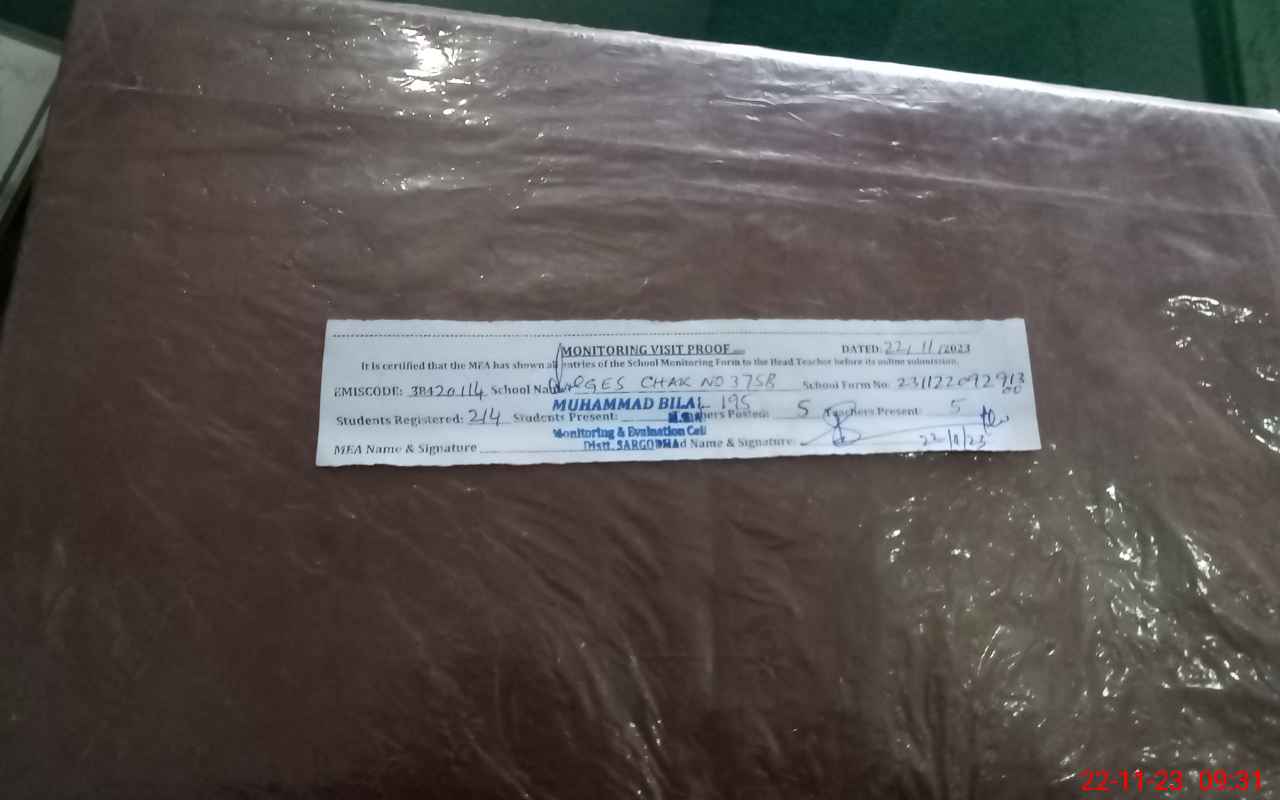 MONITORING VISIT PROOF DATED: 22/11/2023
It is certified that the MEA has shown all entries of the School Monitoring Form to the Head Teacher before its online submission.
EMISCODE: 38420114 School Name GGES CHAK NO 37SB School Form No: 231122092913
00
MUHAMMAD BILAL 195
Students Registered: 214 Students Present: Teachers Posted: 5 Teachers Present: 5
Monitoring & Evaluation Cell
MEA Name & Signature Distt. SARGODHA Name & Signature: 22/11/23
22-11-23 09:31